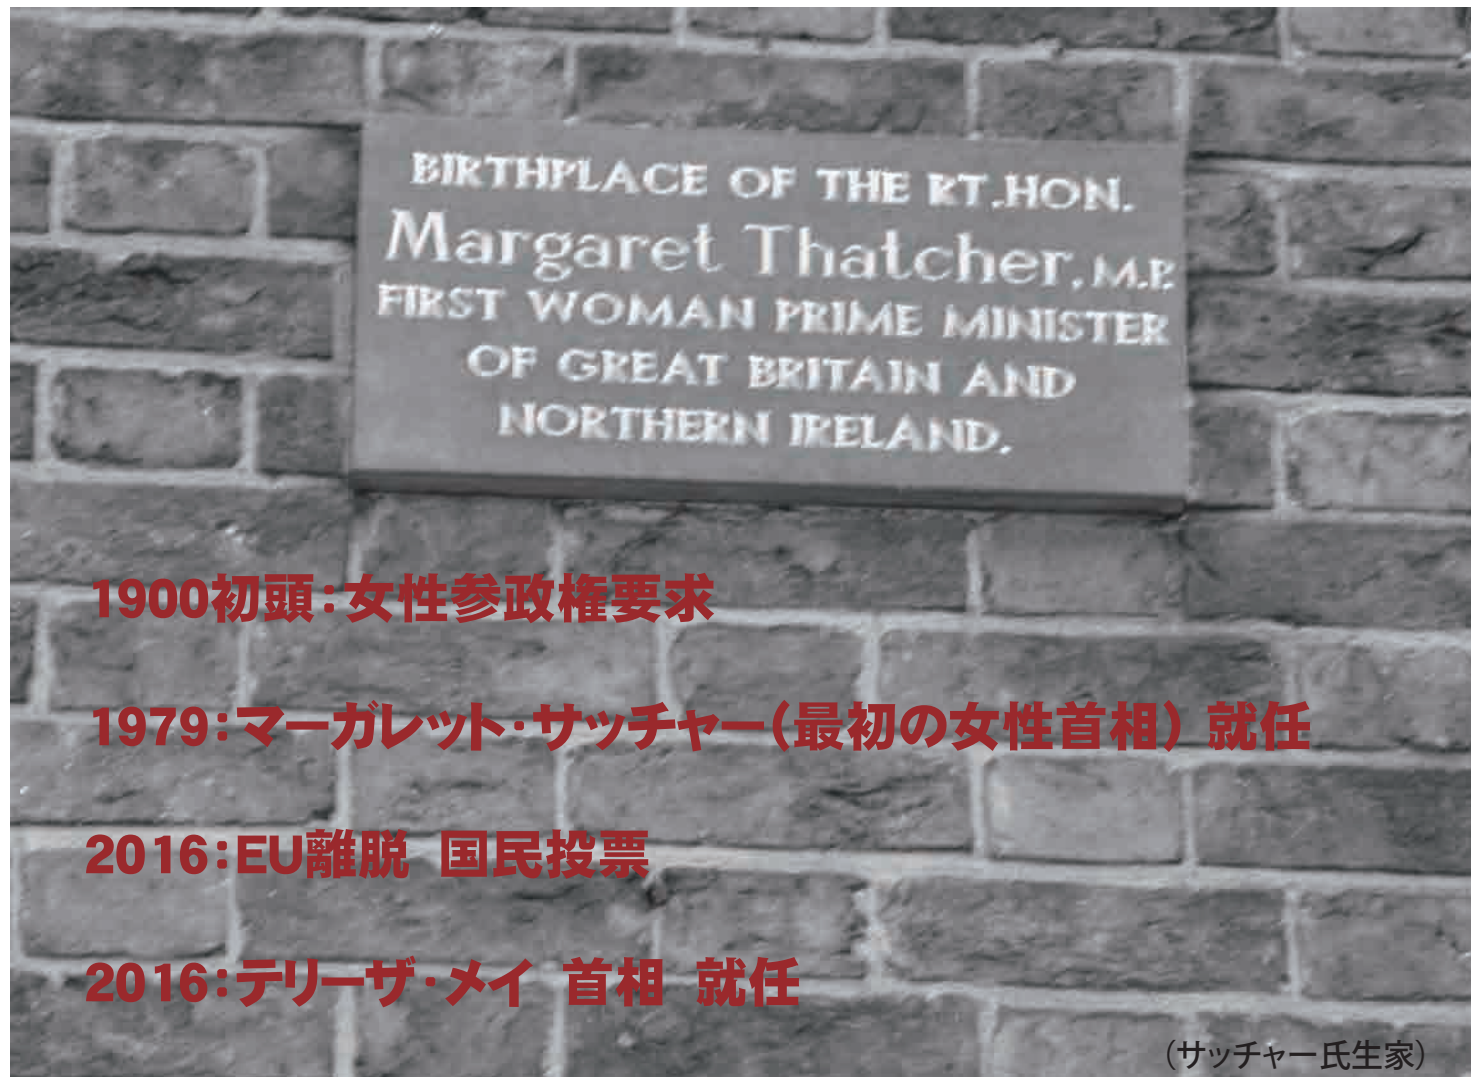 BIRTHPLACE OF THE RT.HON.
Margaret Thatcher, M.P.
FIRST WOMAN PRIME MINISTER
OF GREAT BRITAIN AND
NORTHERN IRELAND.
1900初頭：女性参政権要求
1979：マーガレット・サッチャー（最初の女性首相） 就任
2016：EU離脱 国民投票
2016：テリーザ・メイ 首相 就任
（サッチャー氏生家）